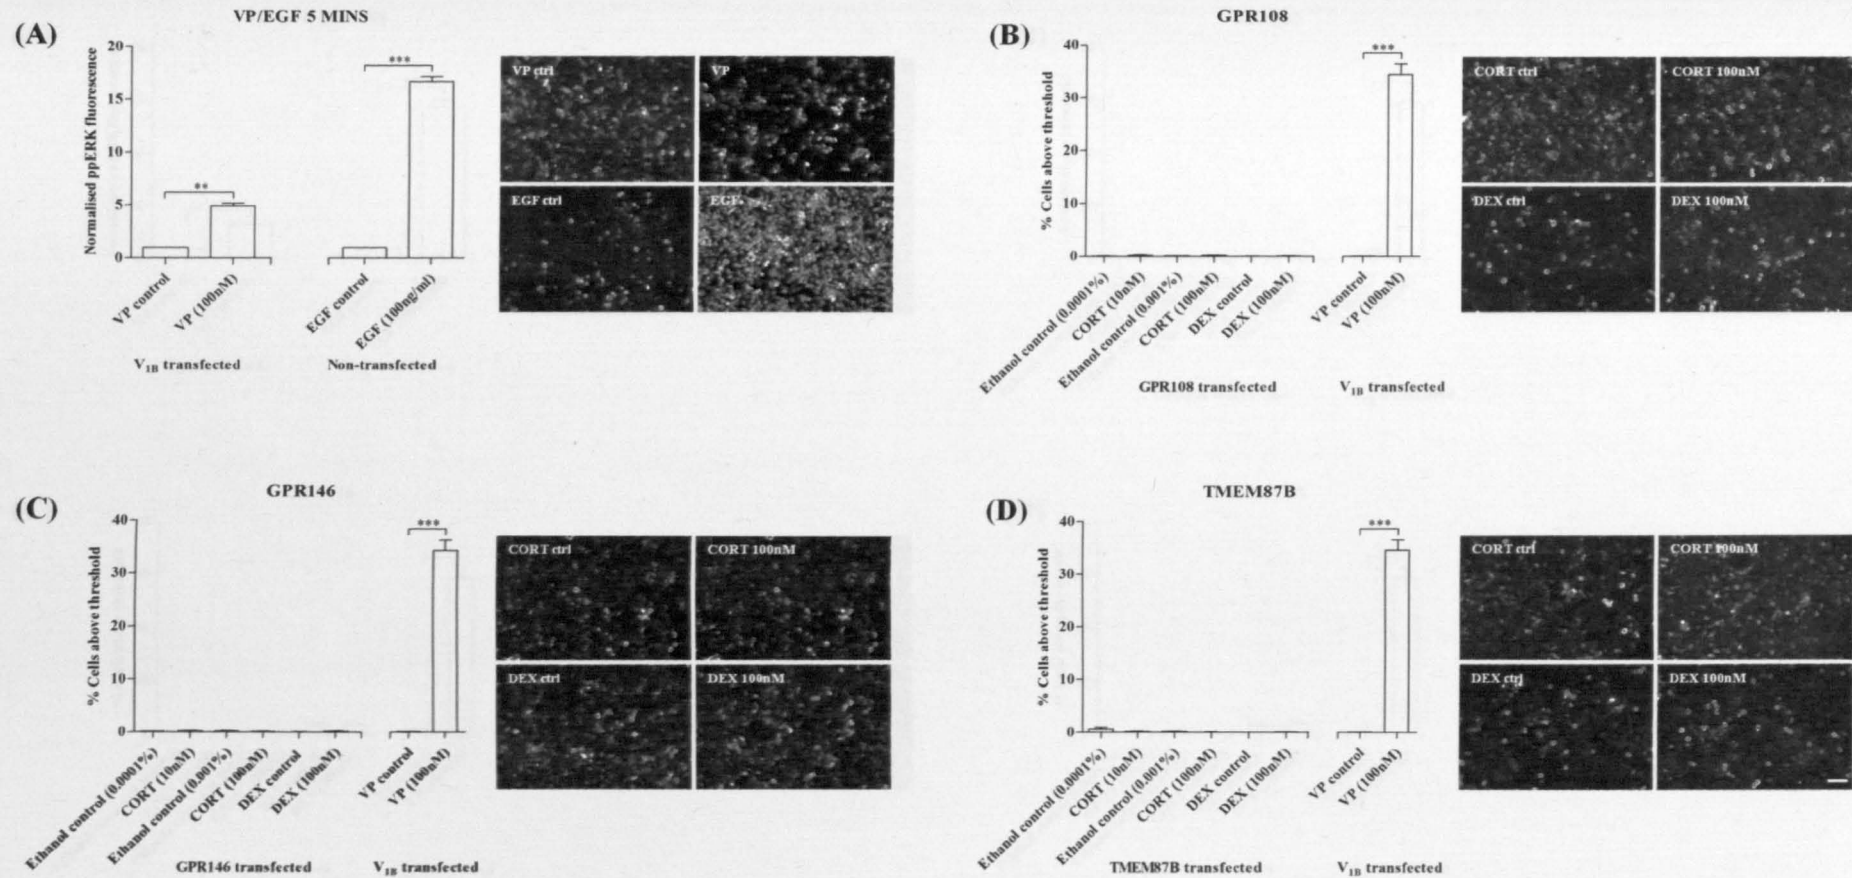 (A)
VP/EGF 5 MINS
Normalised ppERK fluorescence
20
15
10
5
0
**
***
VP control
VP (100nM)
EGF control
EGF (100ng/ml)
V1B transfected
Non-transfected
VP ctrl
VP
EGF ctrl
EGF
(B)
GPR108
% Cells above threshold
40
30
20
10
0
***
Ethanol control (0.0001%)
CORT (10nM)
Ethanol control (0.001%)
CORT (100nM)
DEX control
DEX (100nM)
VP control
VP (100nM)
GPR108 transfected
V1B transfected
CORT ctrl
CORT 100nM
DEX ctrl
DEX 100nM
(C)
GPR146
% Cells above threshold
40
30
20
10
0
***
Ethanol control (0.0001%)
CORT (10nM)
Ethanol control (0.001%)
CORT (100nM)
DEX control
DEX (100nM)
VP control
VP (100nM)
GPR146 transfected
V1B transfected
CORT ctrl
CORT 100nM
DEX ctrl
DEX 100nM
(D)
TMEM87B
% Cells above threshold
40
30
20
10
0
***
Ethanol control (0.0001%)
CORT (10nM)
Ethanol control (0.001%)
CORT (100nM)
DEX control
DEX (100nM)
VP control
VP (100nM)
TMEM87B transfected
V1B transfected
CORT ctrl
CORT 100nM
DEX ctrl
DEX 100nM